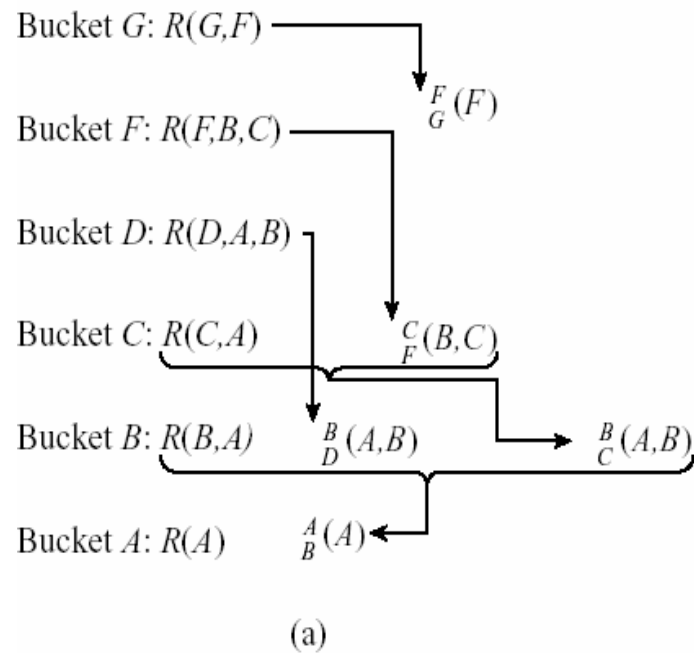 Bucket G: R(G,F)
F G (F)
Bucket F: R(F,B,C)
Bucket D: R(D,A,B)
Bucket C: R(C,A) C F (B,C)
Bucket B: R(B,A) B D (A,B) B C (A,B)
Bucket A: R(A) A B (A)
(a)